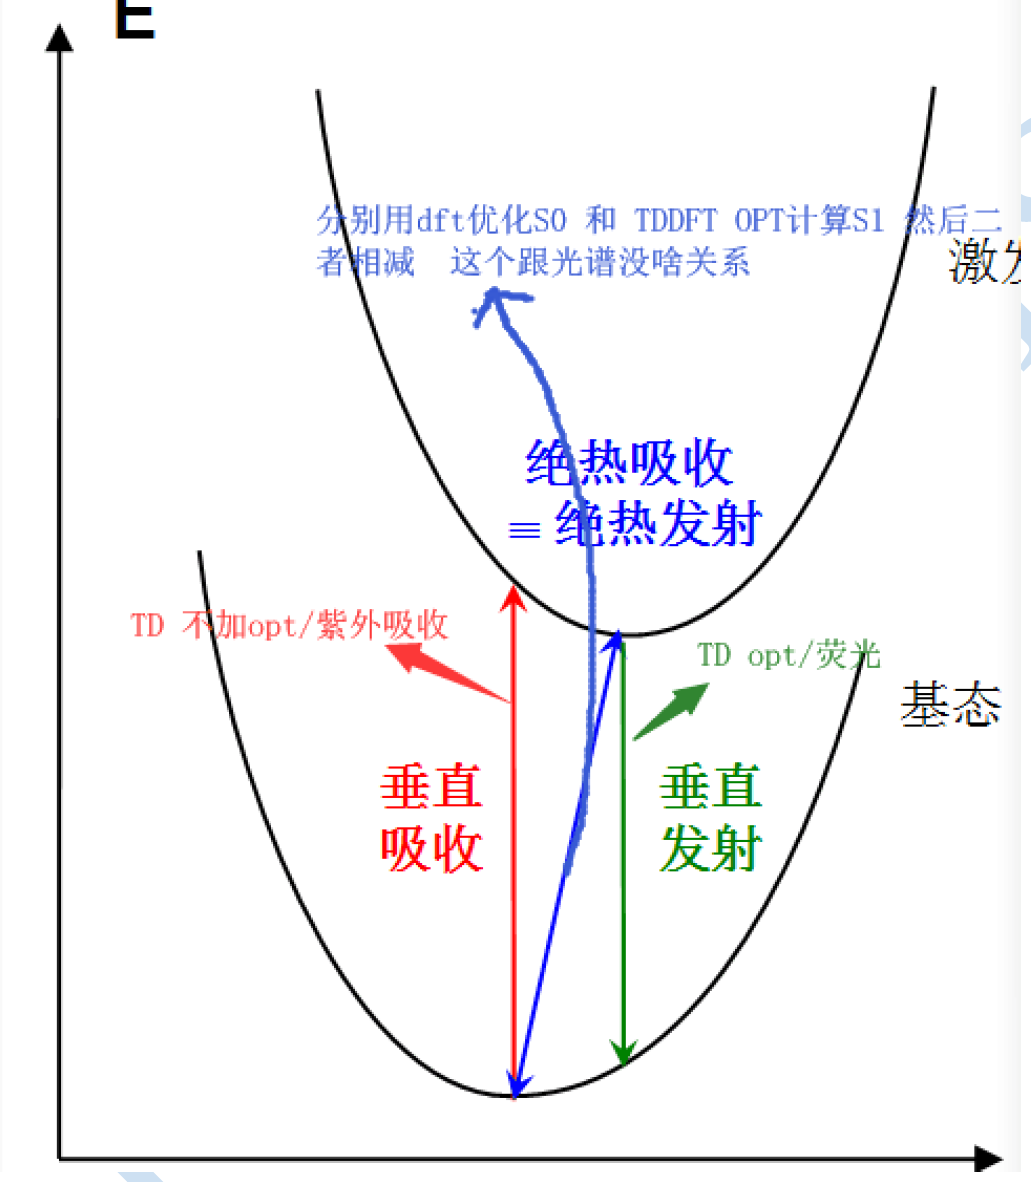 E
分别用dft优化S0 和 TDDFT OPT计算S1 然后二
者相减 这个跟光谱没啥关系
激发
绝热吸收
≡ 绝热发射
TD 不加opt/紫外吸收
TD opt/荧光
基态
垂直
吸收
垂直
发射